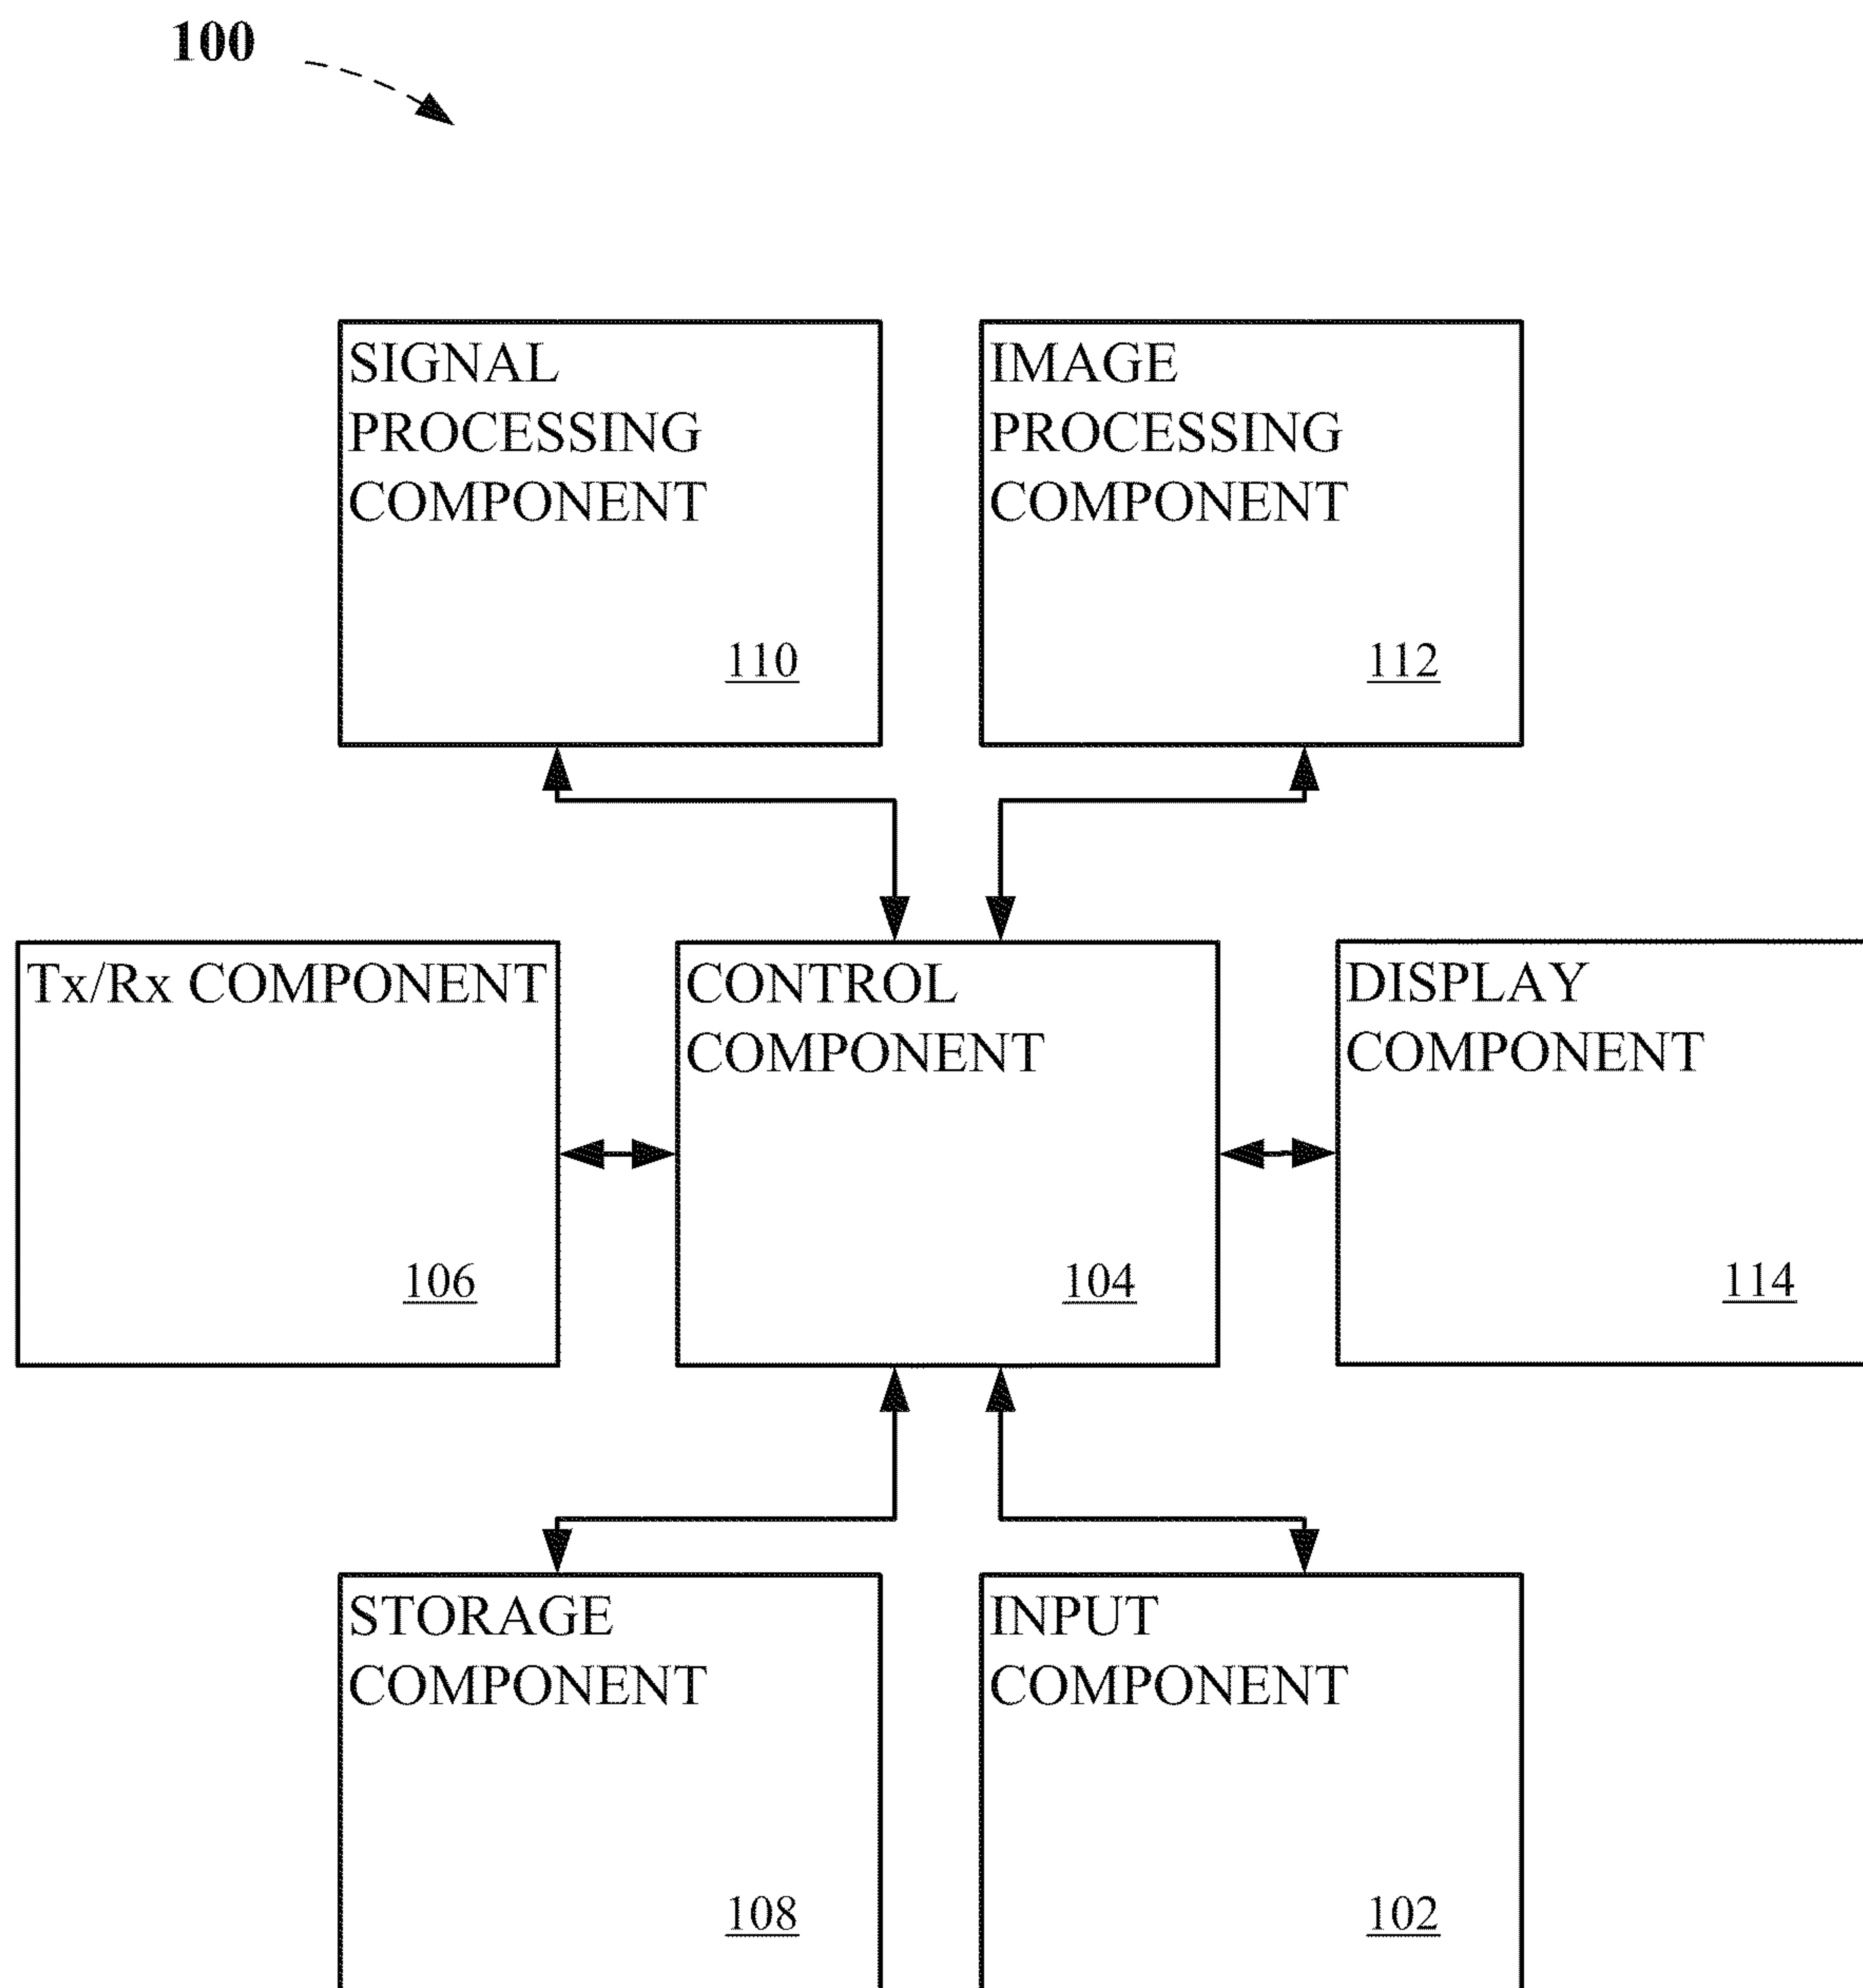 100
SIGNAL
PROCESSING
COMPONENT
110
IMAGE
PROCESSING
COMPONENT
112
Tx/Rx COMPONENT
106
CONTROL
COMPONENT
104
DISPLAY
COMPONENT
114
STORAGE
COMPONENT
108
INPUT
COMPONENT
102